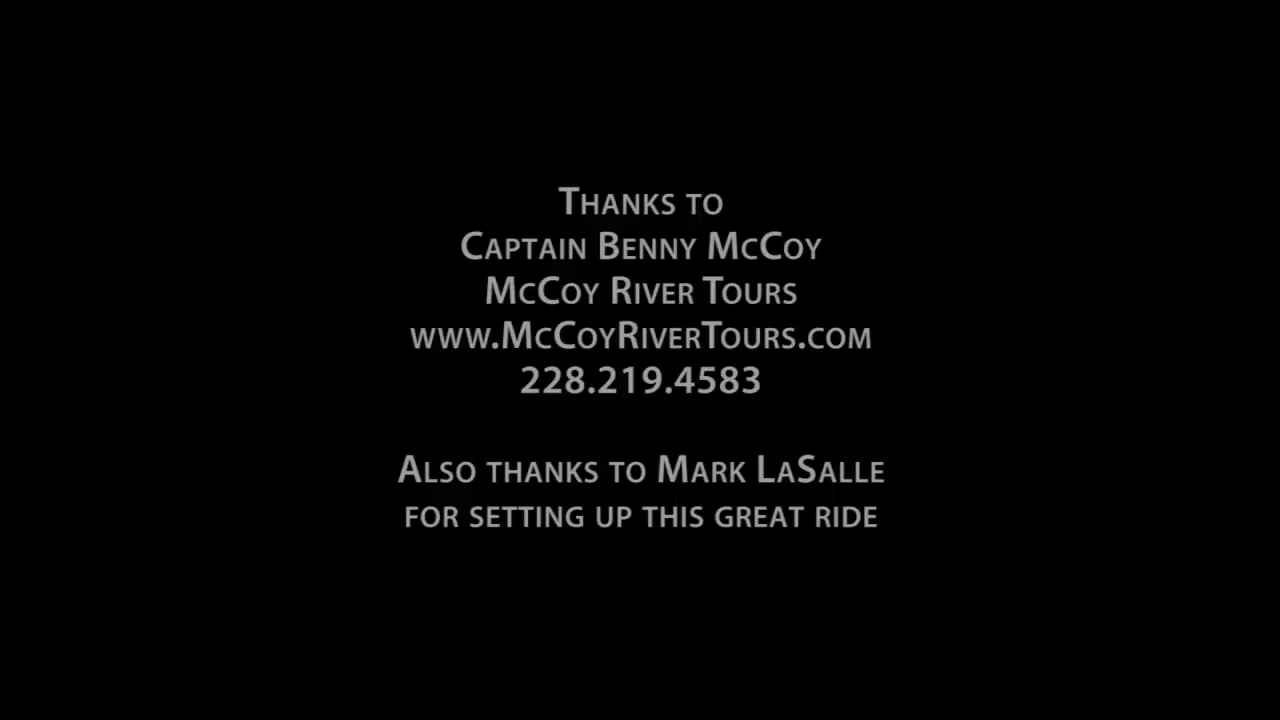 Thanks to
Captain Benny McCoy
McCoy River Tours
www.McCoyRiverTours.com
228.219.4583
Also thanks to Mark LaSalle
for setting up this great ride